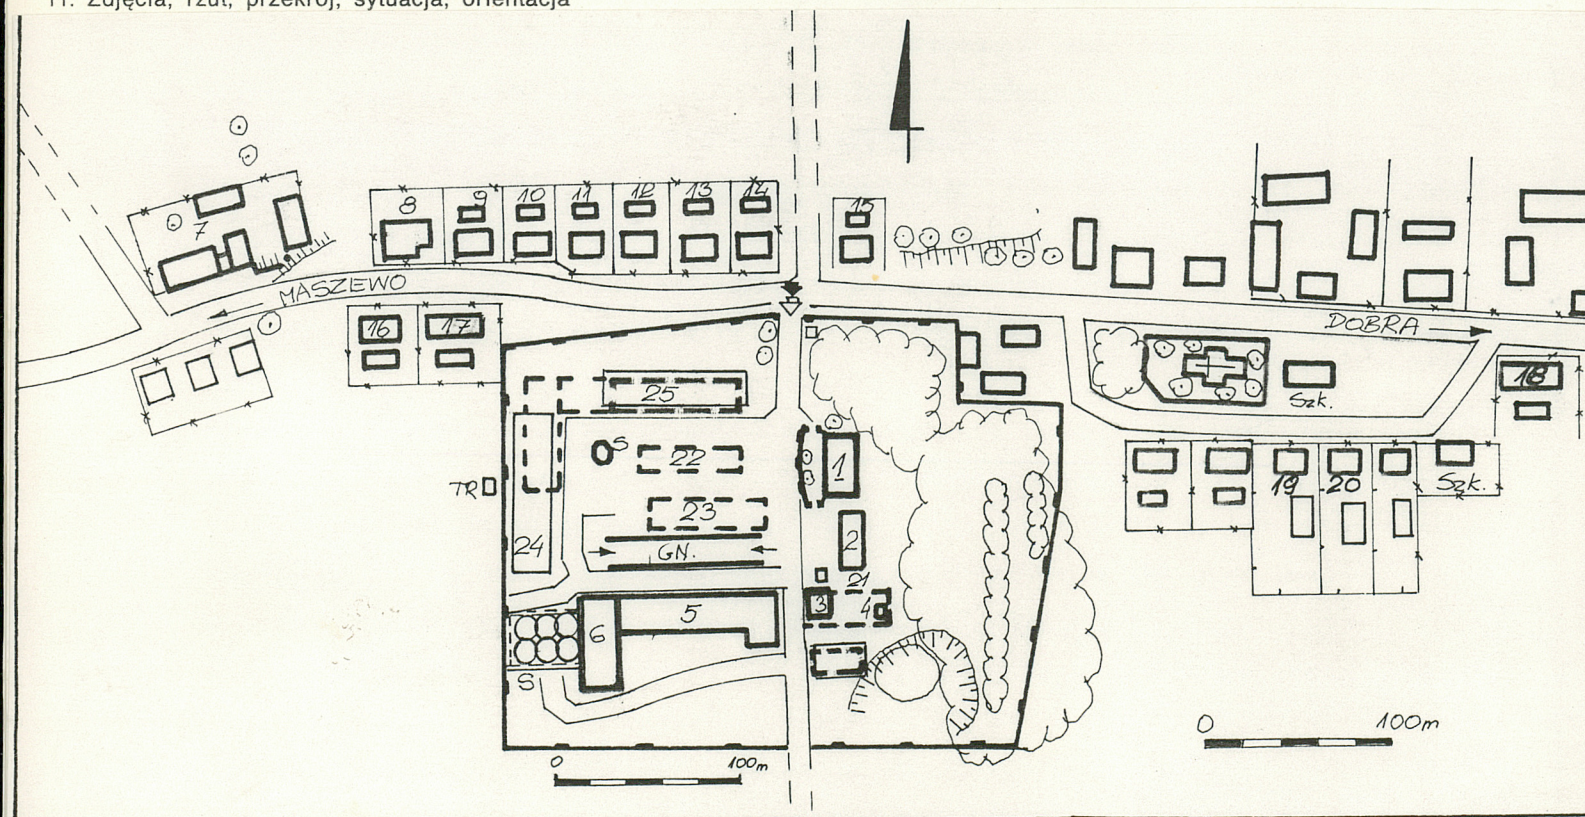 11. Zdjęcia, rzut, przekrój, sytuacja, orientacja
7
8
9
10
11
12
13
14
15
MASZEWO
DOBRA
16
17
18
Szk.
25
S
22
1
TR
23
19
20
Szk.
24
GN.
2
21
3
4
5
6
S
0 100m
0 100m